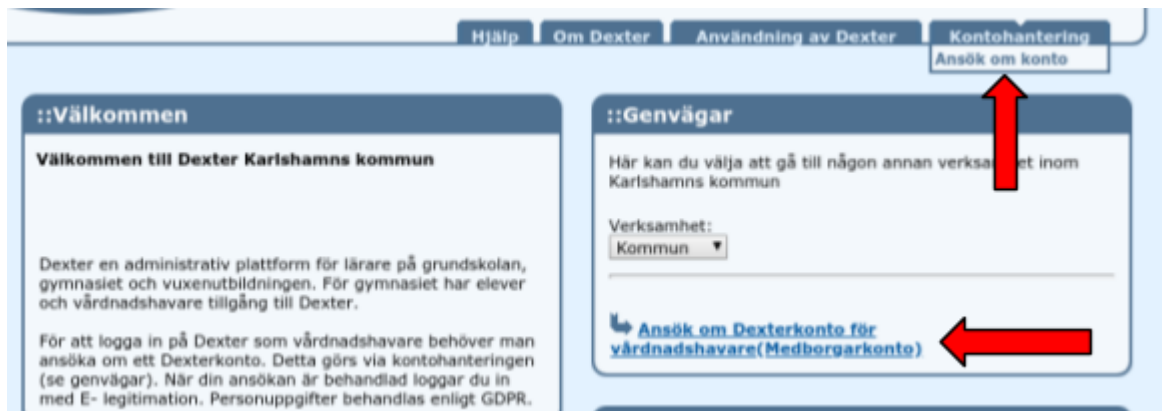 Hjälp Om Dexter Användning av Dexter Kontohantering
Ansök om konto
::Välkommen
Välkommen till Dexter Karlshamns kommun
Dexter en administrativ plattform för lärare på grundskolan,
gymnasiet och vuxenutbildningen. För gymnasiet har elever
och vårdnadshavare tillgång till Dexter.
För att logga in på Dexter som vårdnadshavare behöver man
ansöka om ett Dexterkonto. Detta görs via kontohanteringen
(se genvägar). När din ansökan är behandlad loggar du in
med E- legitimation. Personuppgifter behandlas enligt GDPR.
::Genvägar
Här kan du välja att gå till någon annan verksa et inom
Karlshamns kommun
Verksamhet:
Kommun
Ansök om Dexterkonto för
vårdnadshavare(Medborgarkonto)